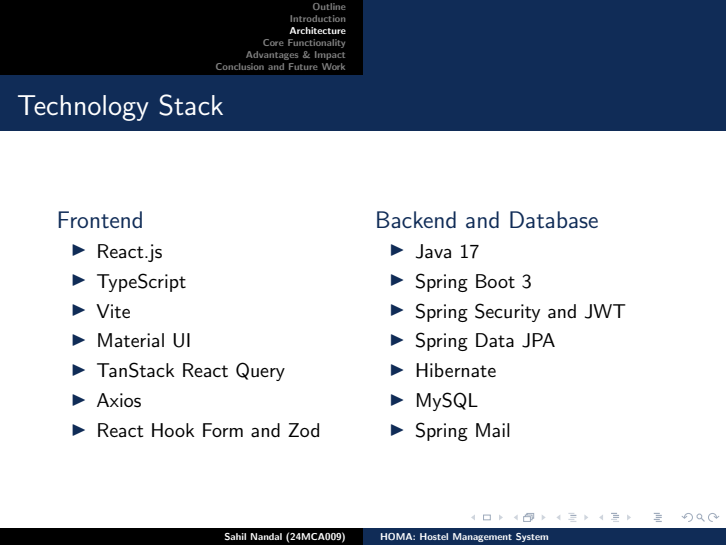 Outline
Introduction
Architecture
Core Functionality
Advantages & Impact
Conclusion and Future Work
Technology Stack
Frontend
React.js
TypeScript
Vite
Material UI
TanStack React Query
Axios
React Hook Form and Zod
Backend and Database
Java 17
Spring Boot 3
Spring Security and JWT
Spring Data JPA
Hibernate
MySQL
Spring Mail
Sahil Nandal (24MCA009)
HOMA: Hostel Management System